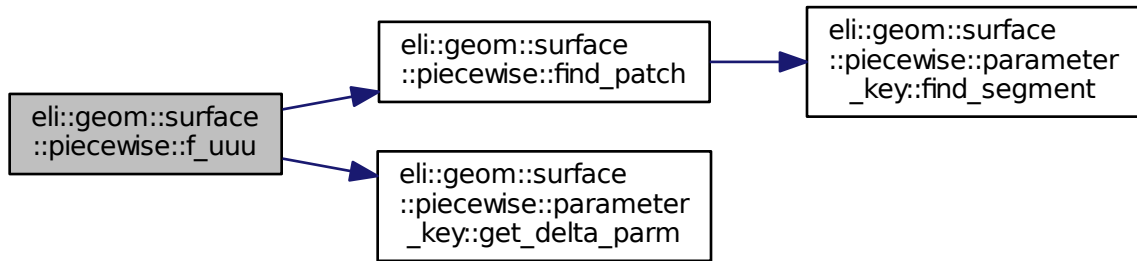 eli::geom::surface
::piecewise::f_uuu
eli::geom::surface
::piecewise::find_patch
eli::geom::surface
::piecewise::parameter
_key::find_segment
eli::geom::surface
::piecewise::parameter
_key::get_delta_parm